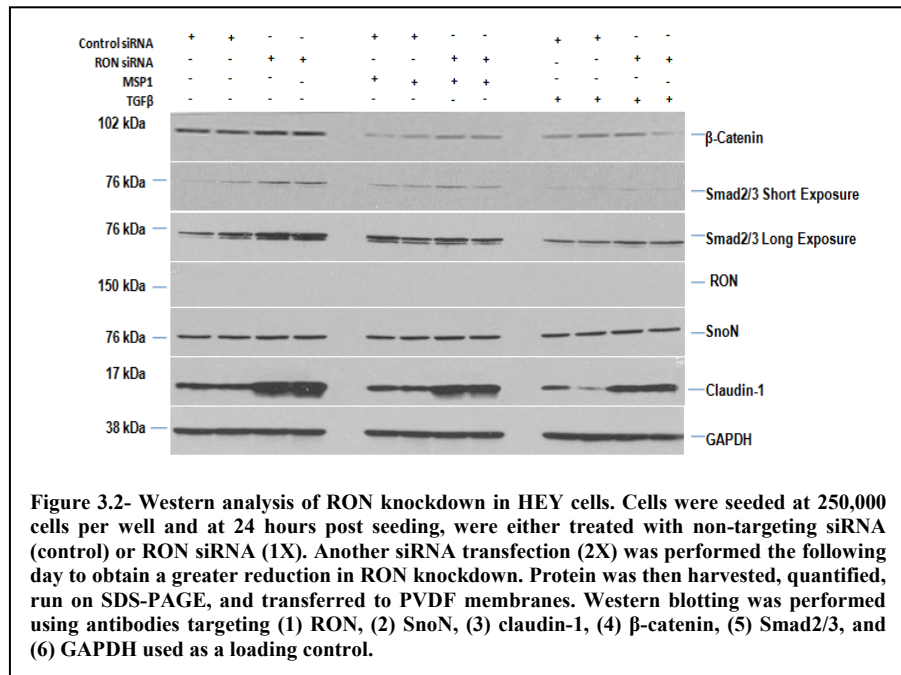 Control siRNA + + - - + + - - + + - -
RON siRNA - - + + - - + + - - + +
MSP1 - - - - + + + + - - - -
TGFβ - - - - - - - - + + + +
102 kDa
β-Catenin
76 kDa
Smad2/3 Short Exposure
76 kDa
Smad2/3 Long Exposure
RON
150 kDa
SnoN
76 kDa
17 kDa
Claudin-1
38 kDa
GAPDH
Figure 3.2- Western analysis of RON knockdown in HEY cells. Cells were seeded at 250,000
cells per well and at 24 hours post seeding, were either treated with non-targeting siRNA
(control) or RON siRNA (1X). Another siRNA transfection (2X) was performed the following
day to obtain a greater reduction in RON knockdown. Protein was then harvested, quantified,
run on SDS-PAGE, and transferred to PVDF membranes. Western blotting was performed
using antibodies targeting (1) RON, (2) SnoN, (3) claudin-1, (4) β-catenin, (5) Smad2/3, and
(6) GAPDH used as a loading control.